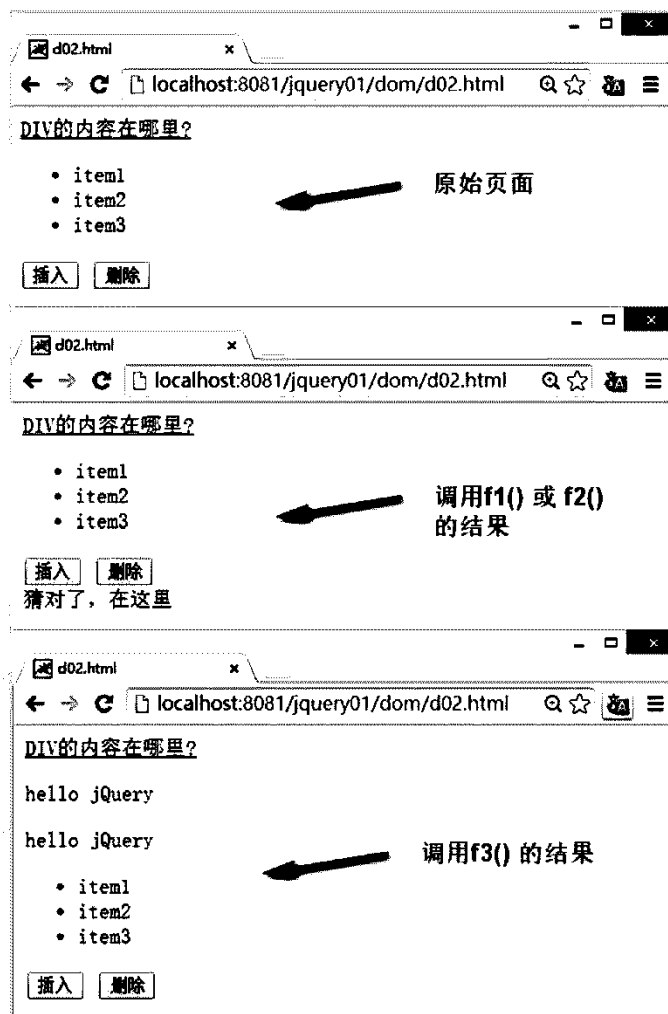 d02.html
localhost:8081/jquery01/dom/d02.html
DIV的内容在哪里?
• item1
• item2
• item3
原始页面
插入 删除
d02.html
localhost:8081/jquery01/dom/d02.html
DIV的内容在哪里?
• item1
• item2
• item3
调用f1() 或 f2()
的结果
插入 删除
猜对了，在这里
d02.html
localhost:8081/jquery01/dom/d02.html
DIV的内容在哪里?
hello jQuery
hello jQuery
调用f3() 的结果
• item1
• item2
• item3
插入 删除